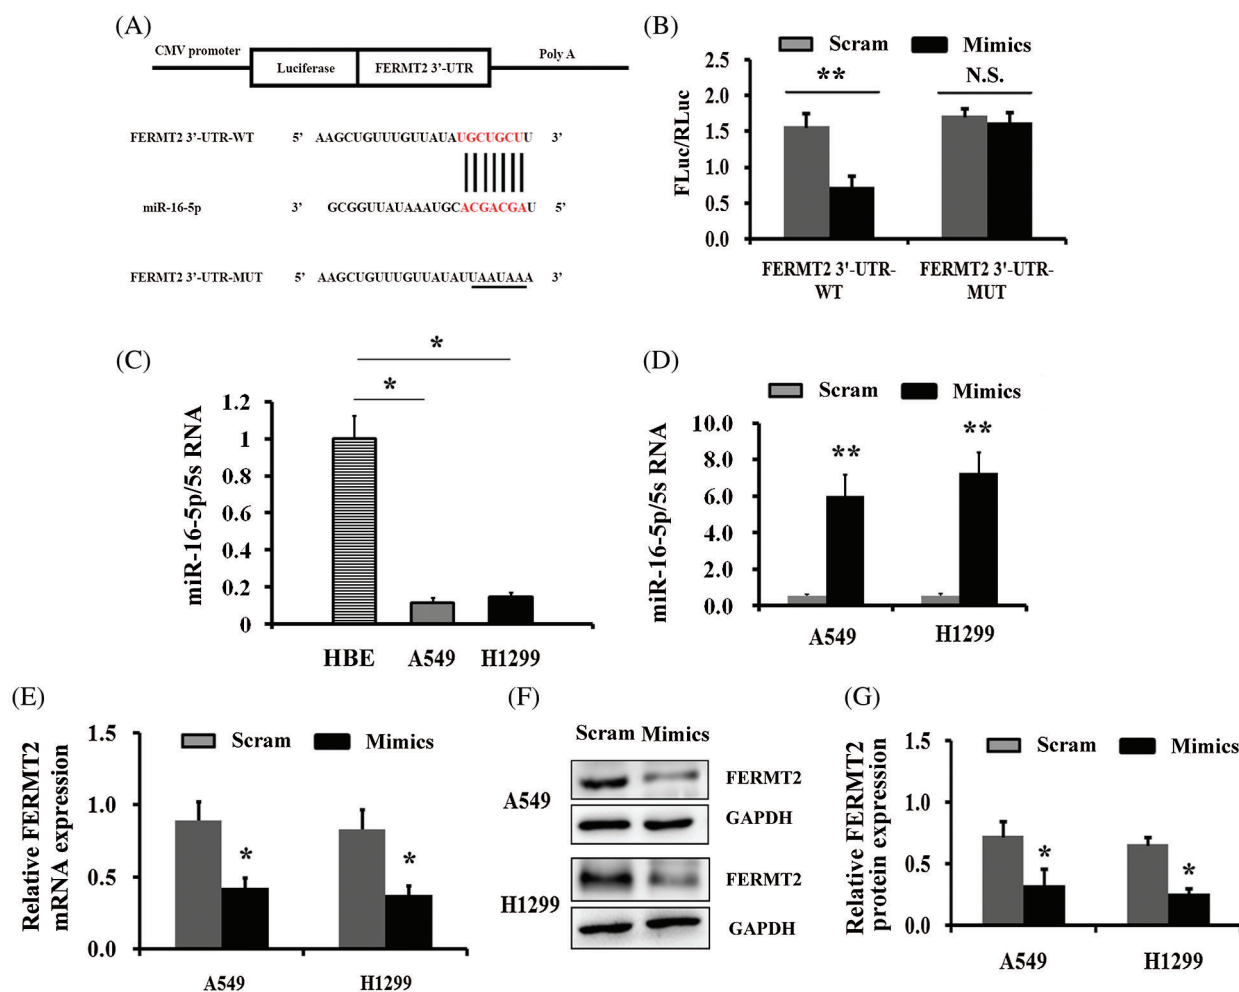 (A)
CMV promoter
Luciferase
FERMT2 3'-UTR
Poly A
FERMT2 3'-UTR-WT 5' AAGCUGUUUGUUAUAUGCUGCUU 3'
miR-16-5p 3' GCGGUUAUAAAUGCACGACGAU 5'
FERMT2 3'-UTR-MUT 5' AAGCUGUUUGUUAUAUUAAUAAA 3'
(B)
Scram Mimics
FLuc/RLuc
2.5
2.0
1.5
1.0
0.5
0.0
** N.S.
FERMT2 3'-UTR-
WT
FERMT2 3'-UTR-
MUT
(C)
miR-16-5p/5s RNA
1.2
1
0.8
0.6
0.4
0.2
0
*
*
HBE A549 H1299
(D)
Scram Mimics
miR-16-5p/5s RNA
10.0
8.0
6.0
4.0
2.0
0.0
** **
A549 H1299
(E)
Scram Mimics
Relative FERMT2
mRNA expression
1.5
1.0
0.5
0.0
* *
A549 H1299
(F)
Scram Mimics
A549
FERMT2
GAPDH
H1299
FERMT2
GAPDH
(G)
Scram Mimics
Relative FERMT2
protein expression
1.5
1.0
0.5
0.0
* *
A549 H1299